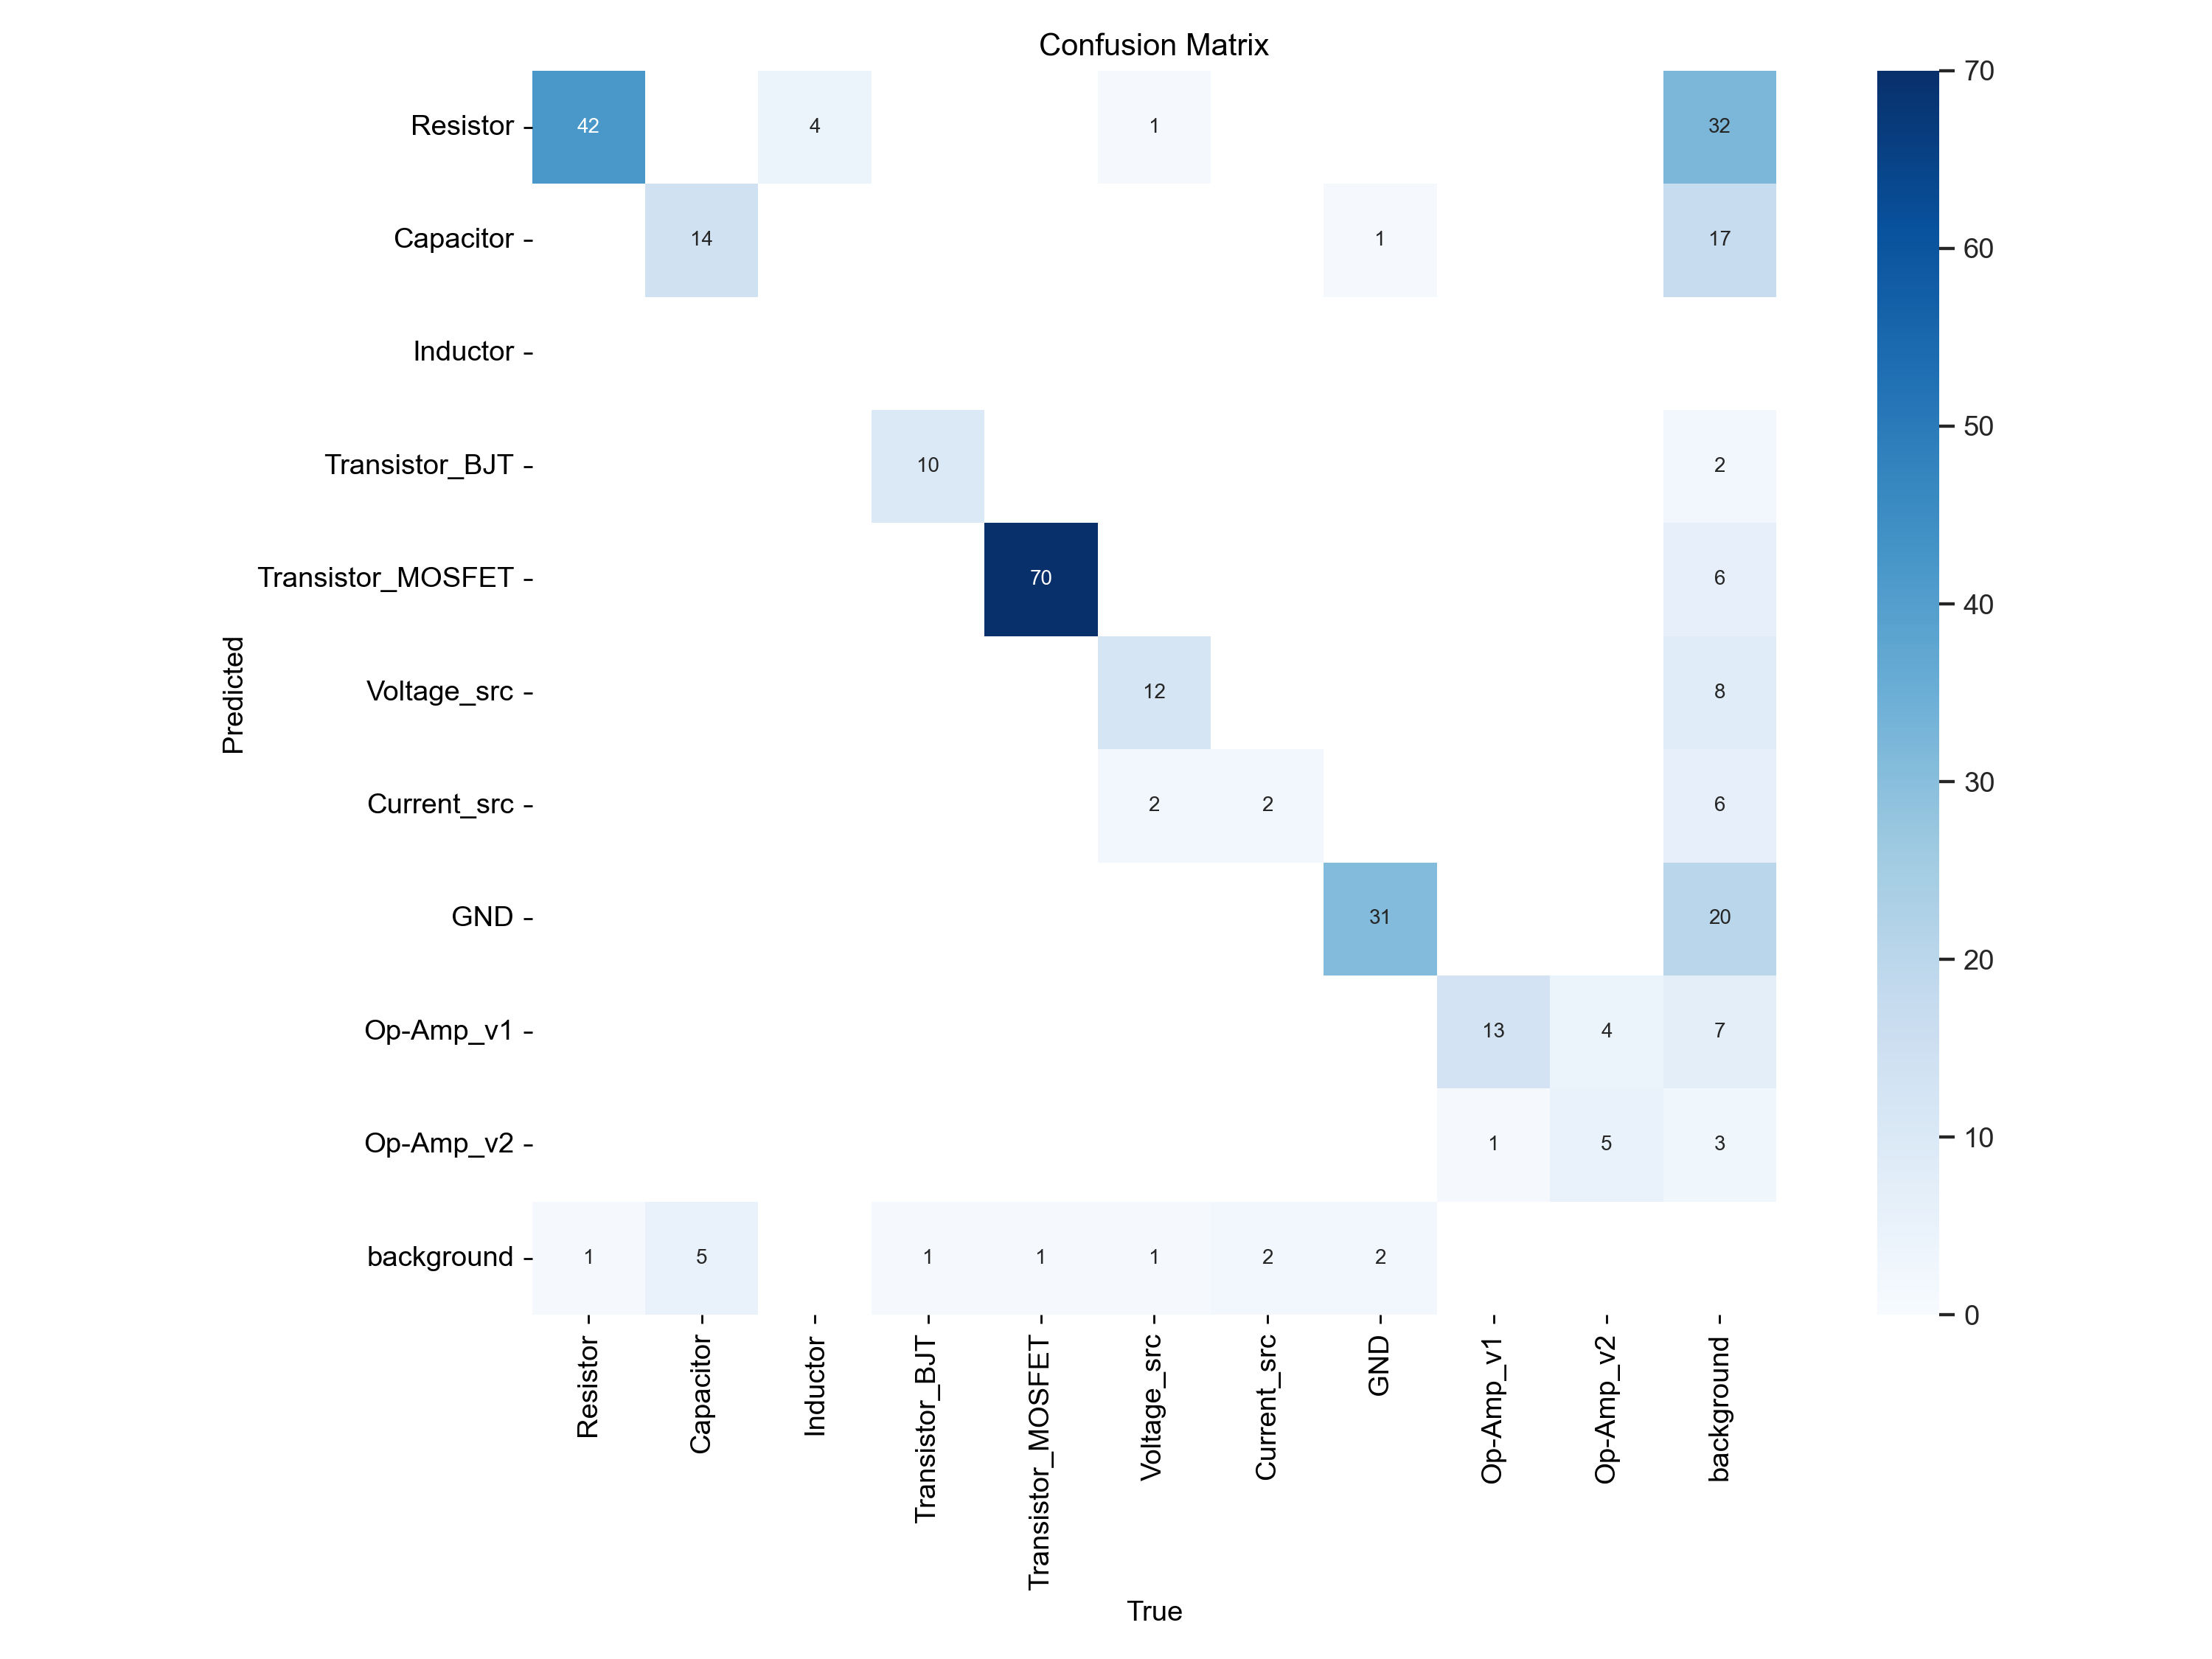 Confusion Matrix
Resistor
42 4 1 32
Capacitor
14 1 17
Inductor
Transistor_BJT
10 2
Transistor_MOSFET
70 6
Voltage_src
12 8
Current_src
2 2 6
GND
31 20
Op-Amp_v1
13 4 7
Op-Amp_v2
1 5 3
background
1 5 1 1 1 2 2
Predicted
Resistor
Capacitor
Inductor
Transistor_BJT
Transistor_MOSFET
Voltage_src
Current_src
GND
Op-Amp_v1
Op-Amp_v2
background
True
70
60
50
40
30
20
10
0